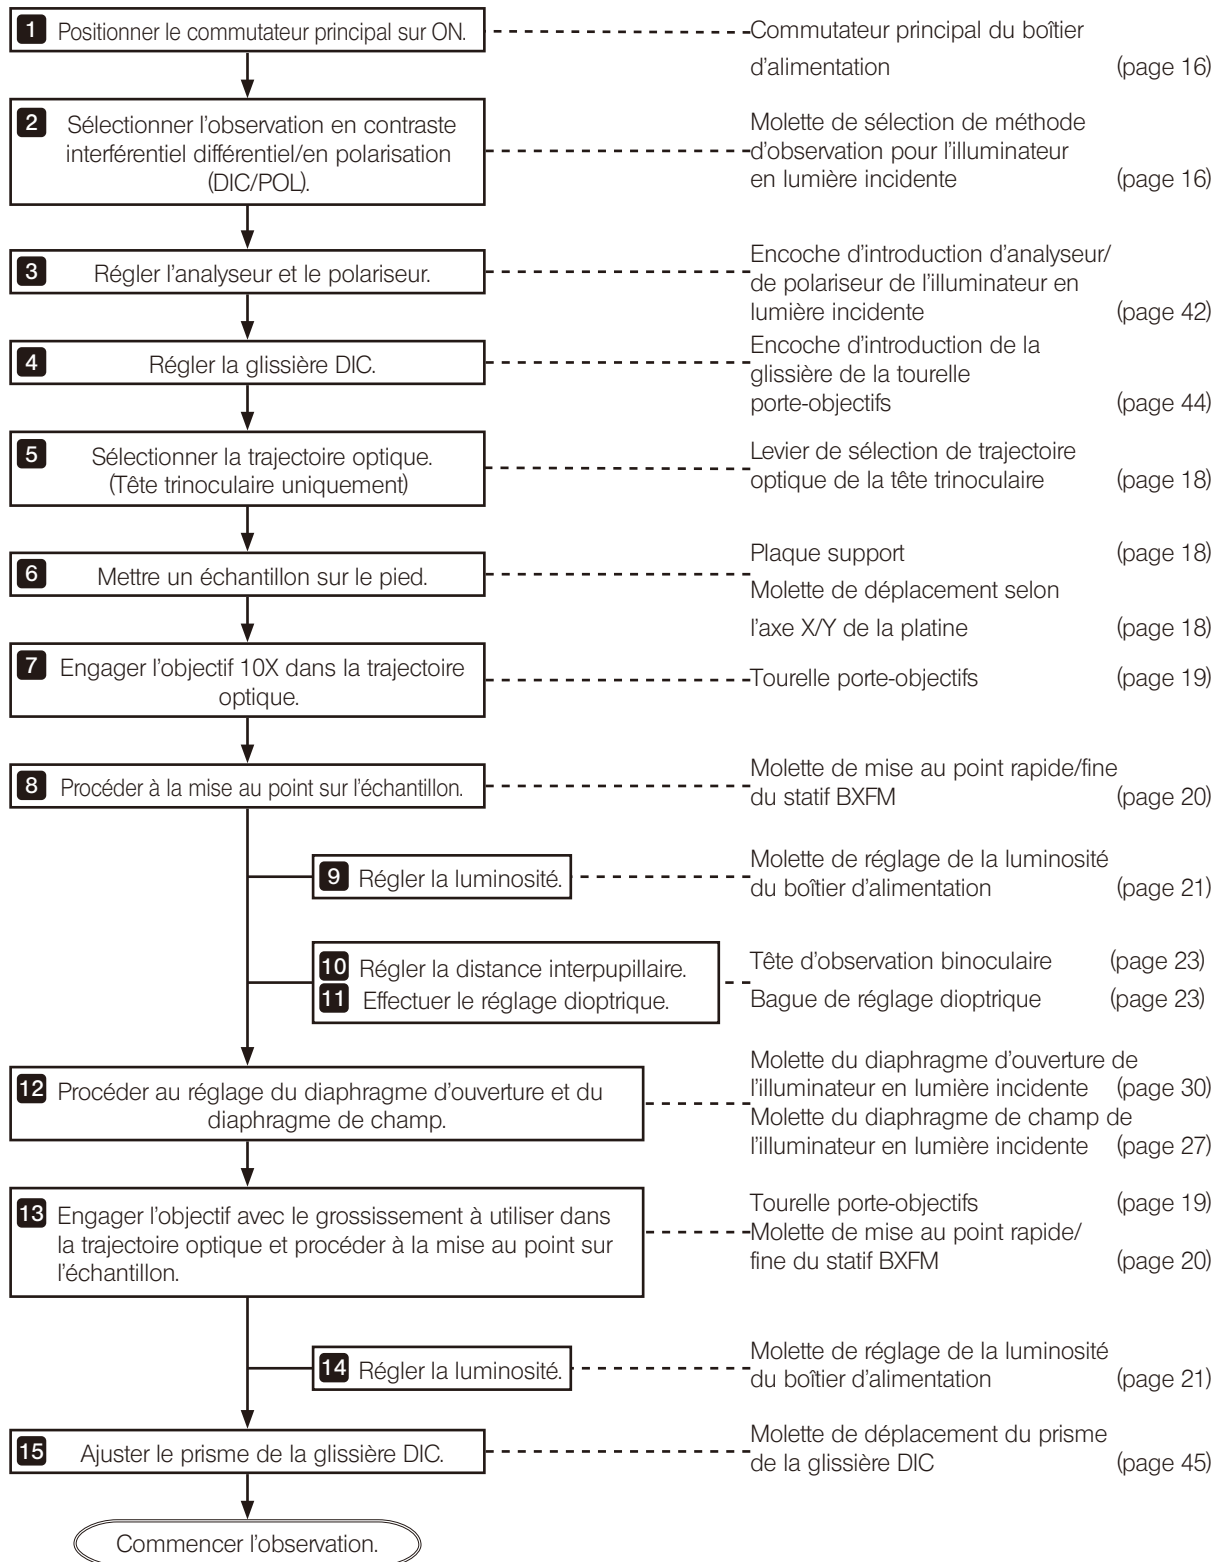 1 Positionner le commutateur principal sur ON.
Commutateur principal du boîtier
d'alimentation (page 16)
2 Sélectionner l'observation en contraste
interférentiel différentiel/en polarisation
(DIC/POL).
Molette de sélection de méthode
d'observation pour l'illuminateur
en lumière incidente (page 16)
3 Régler l'analyseur et le polariseur.
Encoche d'introduction d'analyseur/
de polariseur de l'illuminateur en
lumière incidente (page 42)
4 Régler la glissière DIC.
Encoche d'introduction de la
glissière de la tourelle
porte-objectifs (page 44)
5 Sélectionner la trajectoire optique.
(Tête trinoculaire uniquement)
Levier de sélection de trajectoire
optique de la tête trinoculaire (page 18)
6 Mettre un échantillon sur le pied.
Plaque support (page 18)
Molette de déplacement selon
l'axe X/Y de la platine (page 18)
7 Engager l'objectif 10X dans la trajectoire
optique.
Tourelle porte-objectifs (page 19)
8 Procéder à la mise au point sur l'échantillon.
Molette de mise au point rapide/fine
du statif BXFM (page 20)
9 Régler la luminosité.
Molette de réglage de la luminosité
du boîtier d'alimentation (page 21)
10 Régler la distance interpupillaire.
11 Effectuer le réglage dioptrique.
Tête d'observation binoculaire (page 23)
Bague de réglage dioptrique (page 23)
12 Procéder au réglage du diaphragme d'ouverture et du
diaphragme de champ.
Molette du diaphragme d'ouverture de
l'illuminateur en lumière incidente (page 30)
Molette du diaphragme de champ de
l'illuminateur en lumière incidente (page 27)
13 Engager l'objectif avec le grossissement à utiliser dans
la trajectoire optique et procéder à la mise au point sur
l'échantillon.
Tourelle porte-objectifs (page 19)
Molette de mise au point rapide/
fine du statif BXFM (page 20)
14 Régler la luminosité.
Molette de réglage de la luminosité
du boîtier d'alimentation (page 21)
15 Ajuster le prisme de la glissière DIC.
Molette de déplacement du prisme
de la glissière DIC (page 45)
Commencer l'observation.